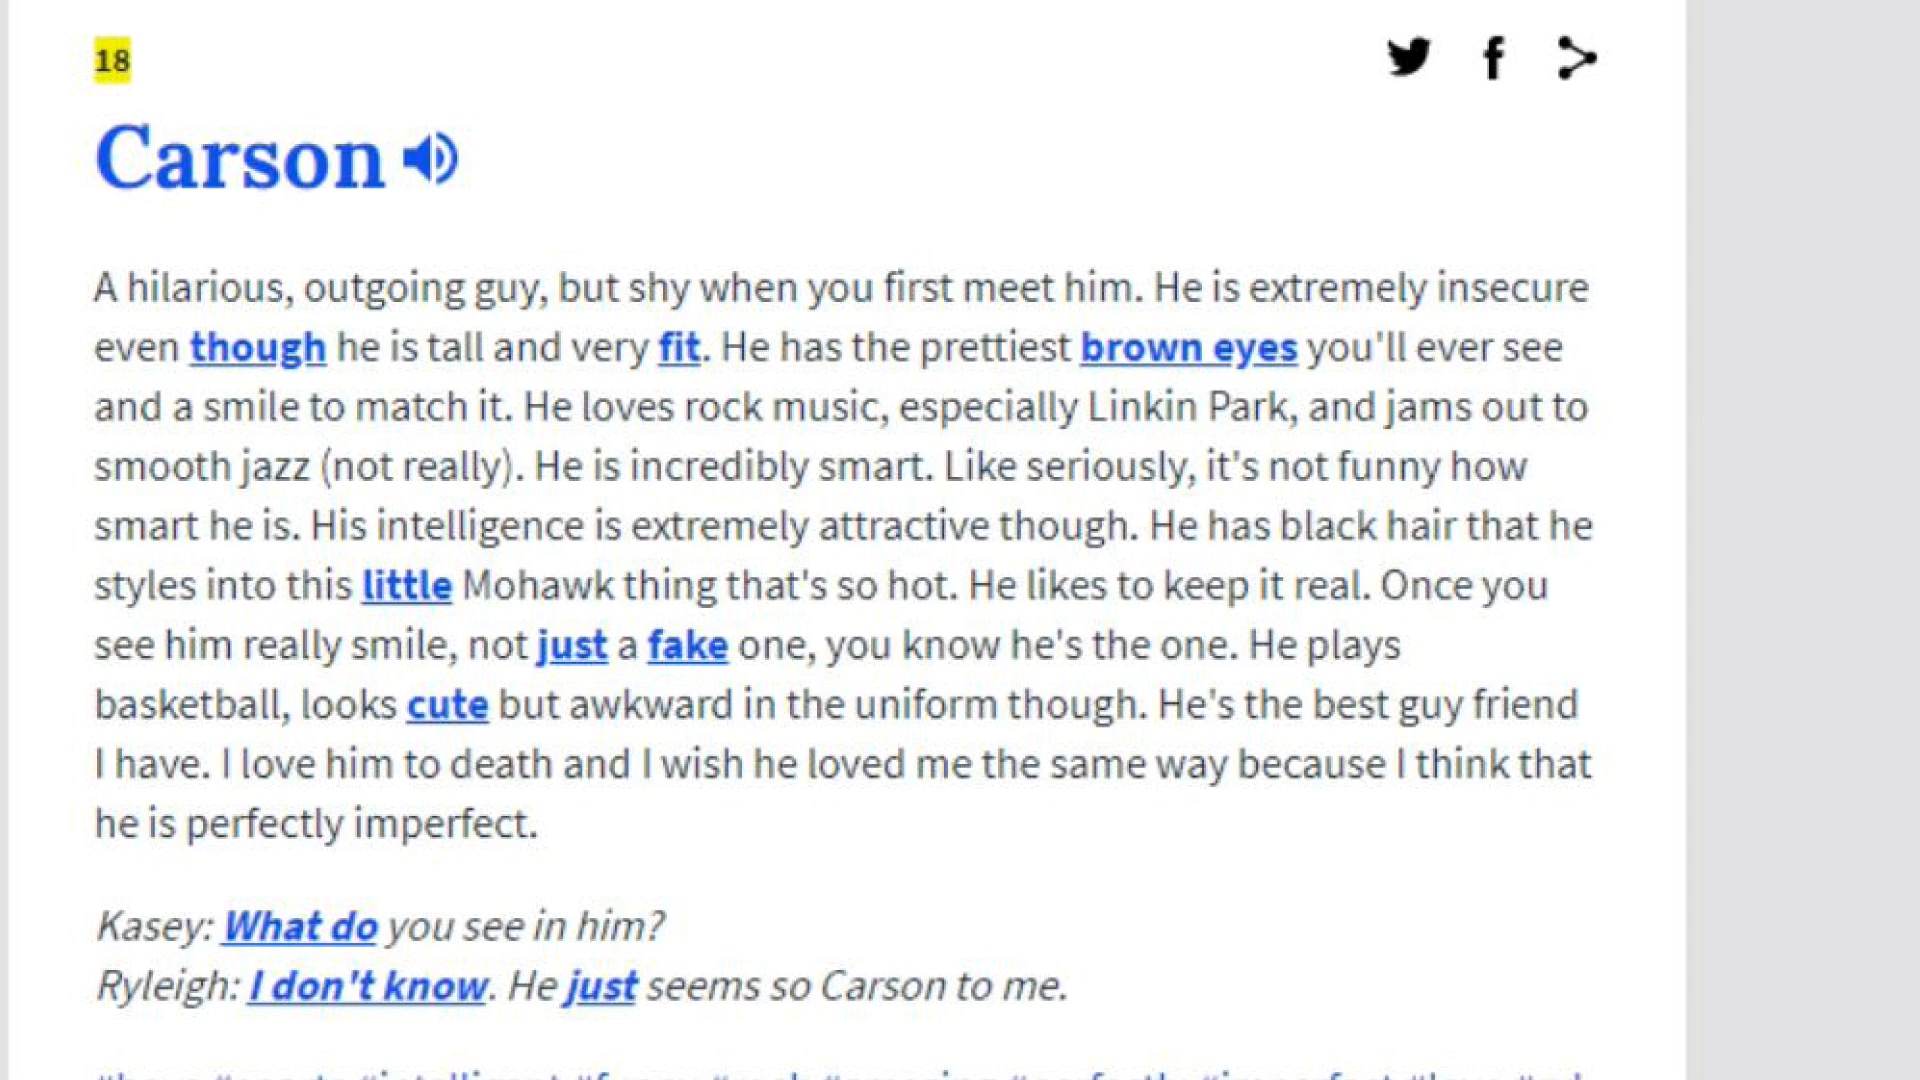 18
Carson
A hilarious, outgoing guy, but shy when you first meet him. He is extremely insecure
even though he is tall and very fit. He has the prettiest brown eyes you'll ever see
and a smile to match it. He loves rock music, especially Linkin Park, and jams out to
smooth jazz (not really). He is incredibly smart. Like seriously, it's not funny how
smart he is. His intelligence is extremely attractive though. He has black hair that he
styles into this little Mohawk thing that's so hot. He likes to keep it real. Once you
see him really smile, not just a fake one, you know he's the one. He plays
basketball, looks cute but awkward in the uniform though. He's the best guy friend
I have. I love him to death and I wish he loved me the same way because I think that
he is perfectly imperfect.
Kasey: What do you see in him?
Ryleigh: I don't know. He just seems so Carson to me.